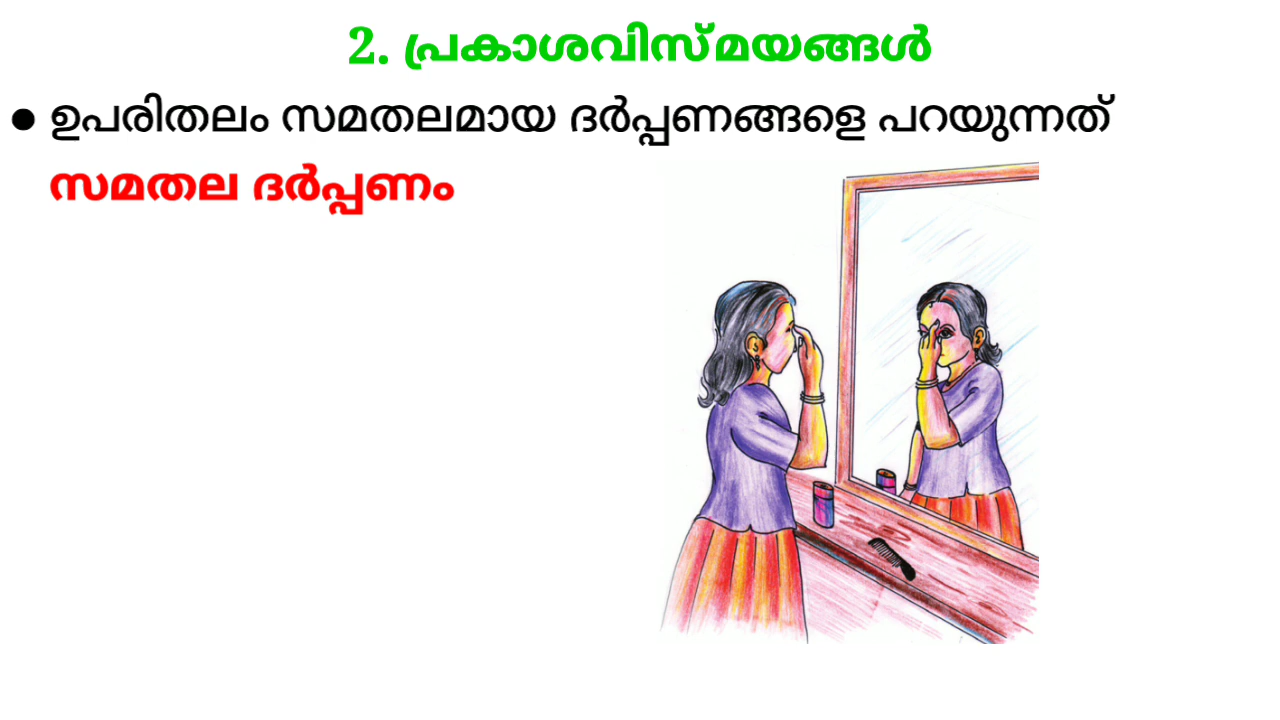 2. പ്രകാശവിസ്മയങ്ങൾ
● ഉപരിതലം സമതലമായ ദർപ്പണങ്ങളെ പറയുന്നത്
സമതല ദർപ്പണം